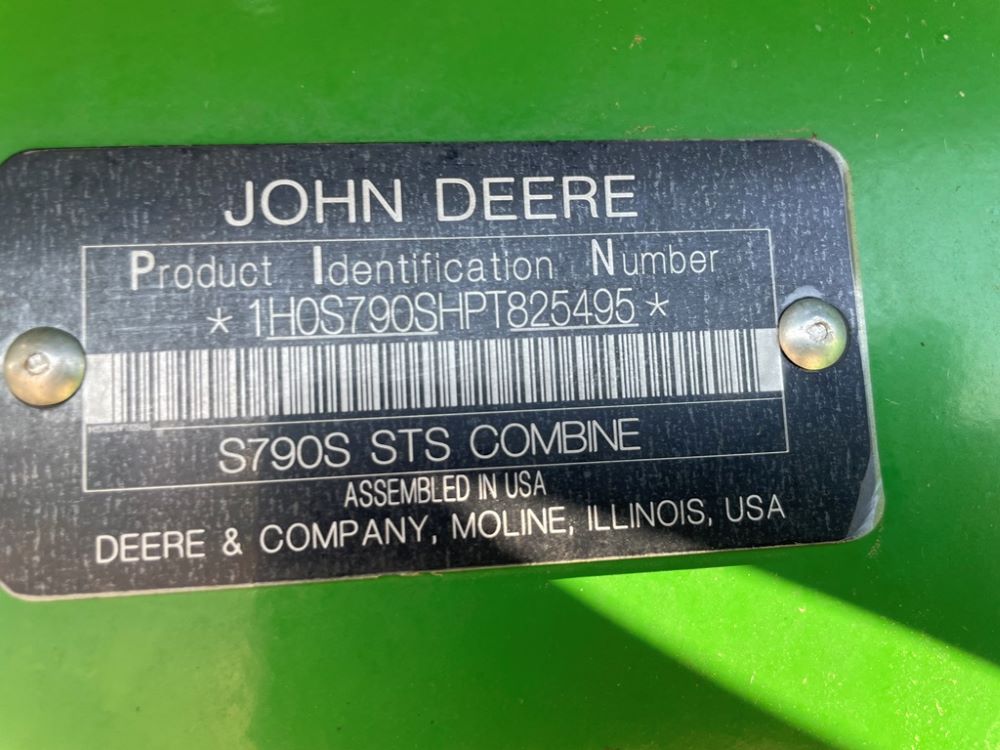 JOHN DEERE
Product Identification Number
*1H0S790SHPT825495*
S790S STS COMBINE
ASSEMBLED IN USA
DEERE & COMPANY, MOLINE, ILLINOIS, USA